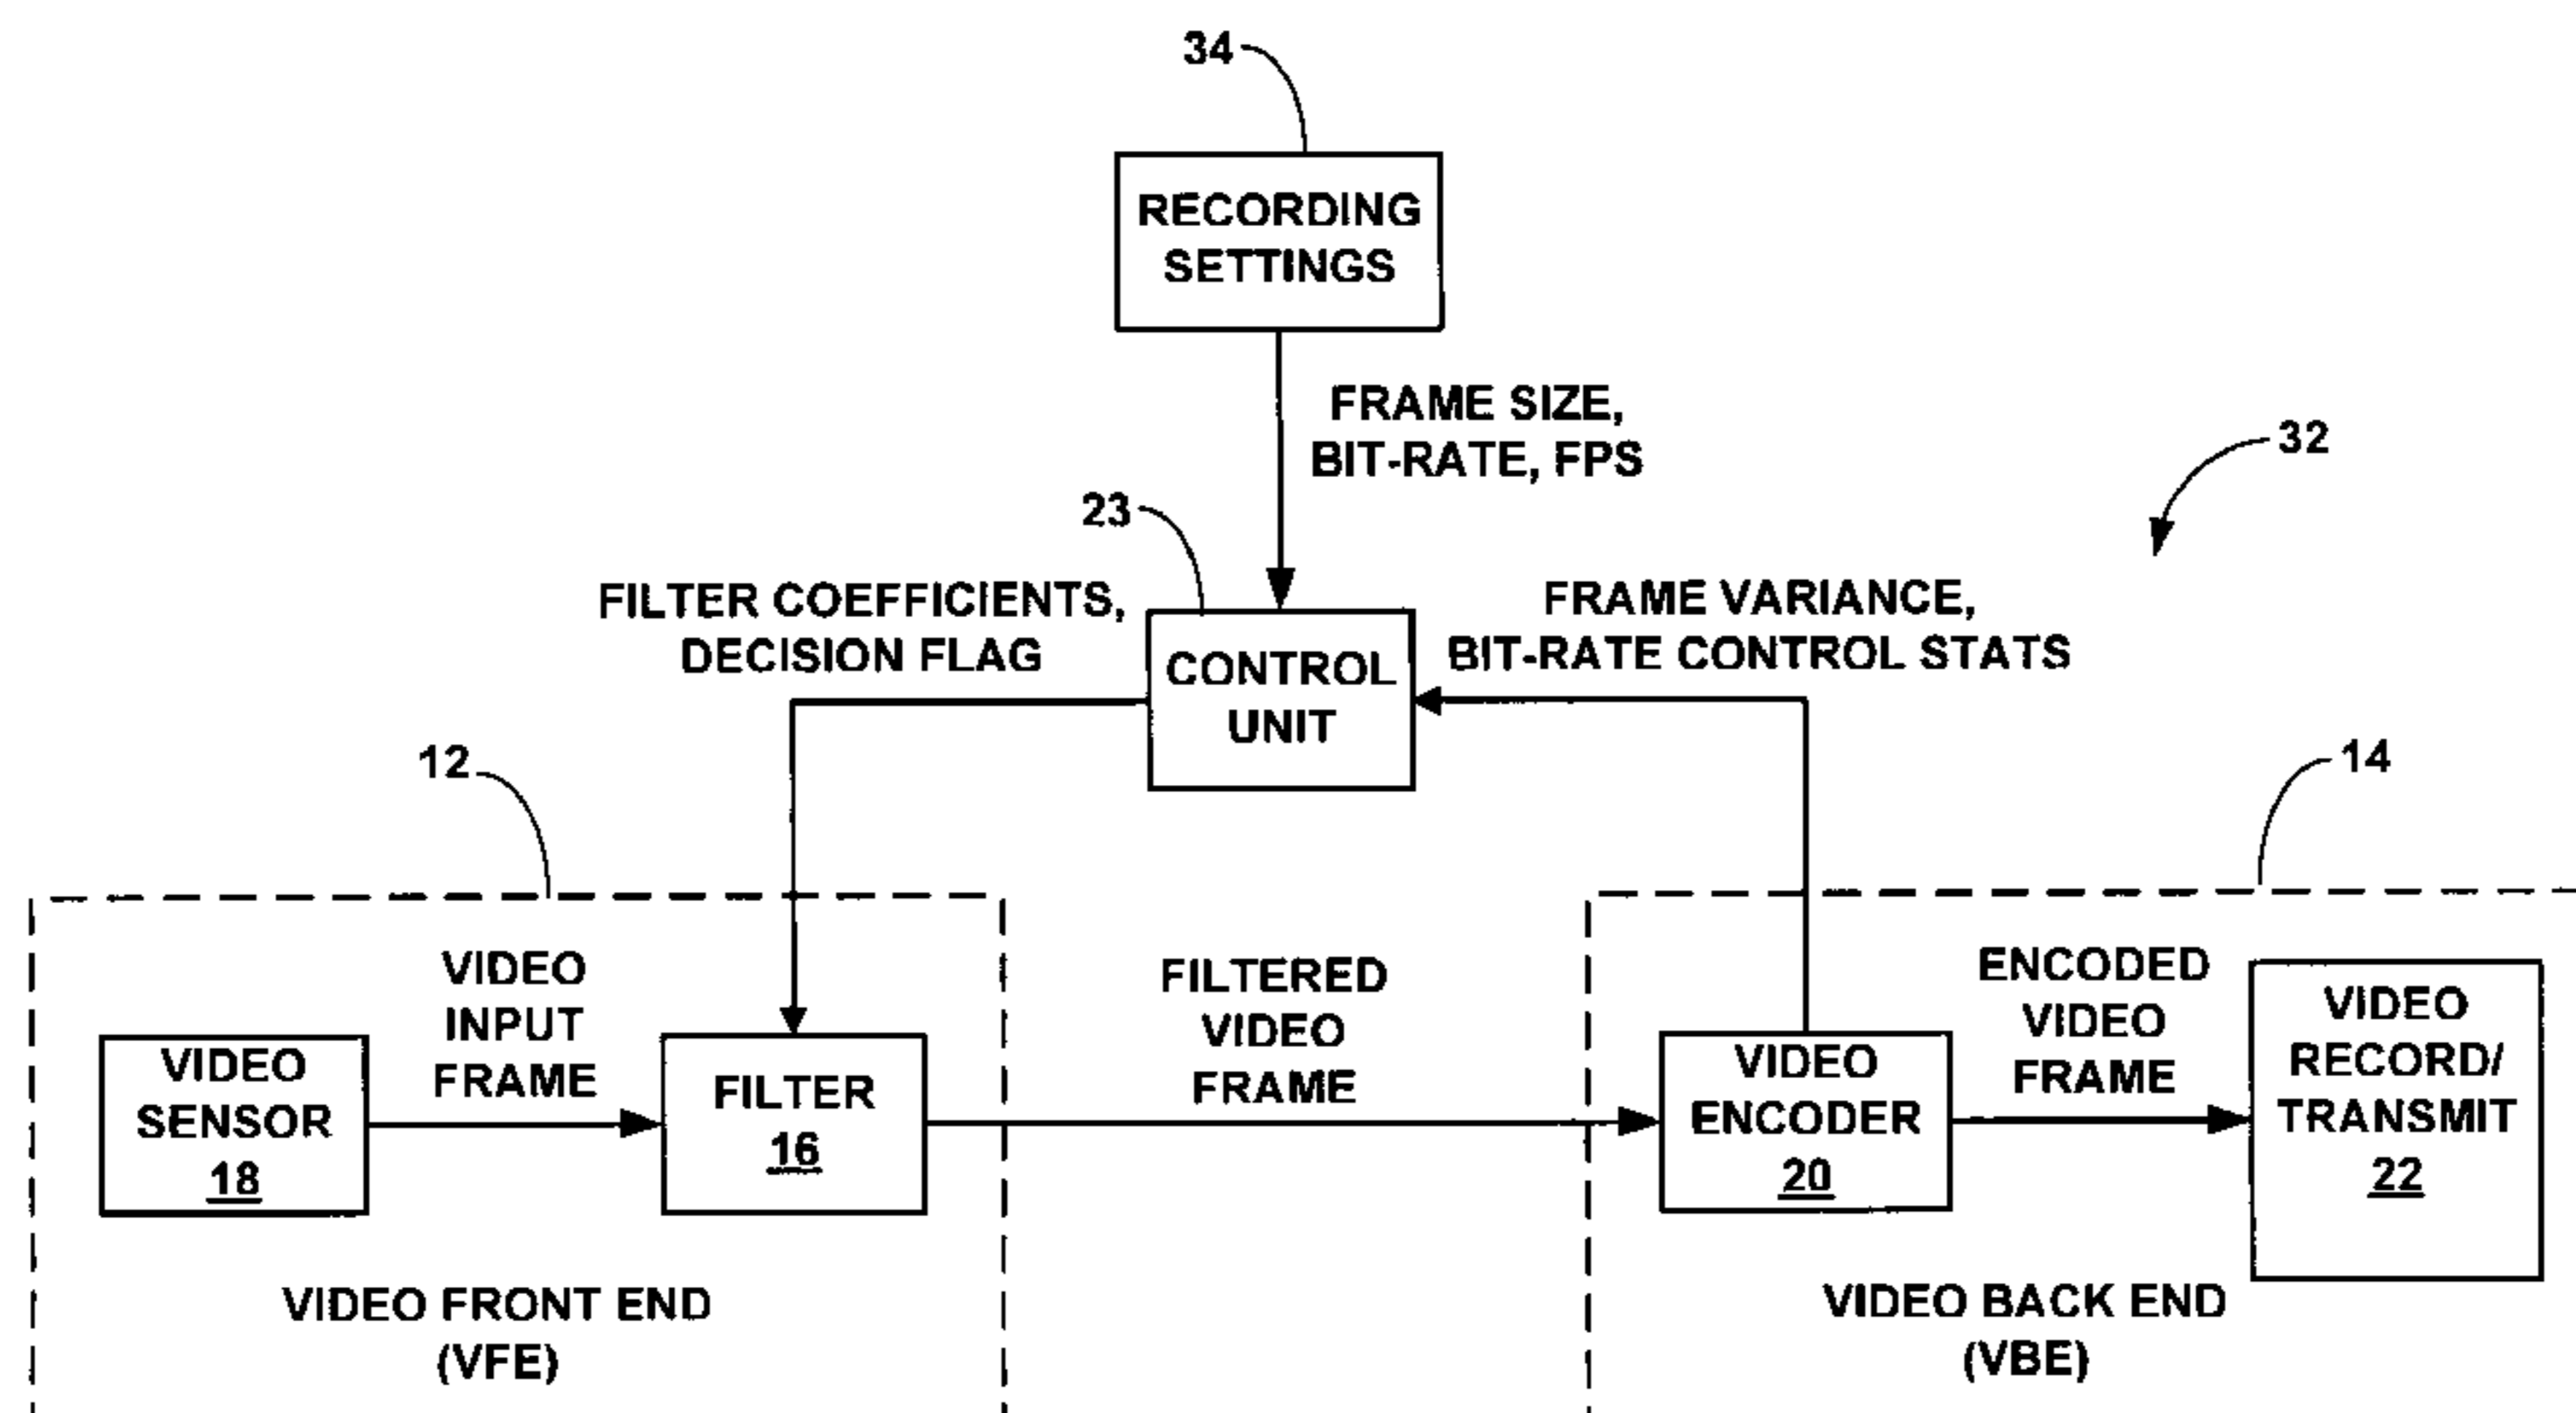 34
RECORDING
SETTINGS
FRAME SIZE,
BIT-RATE, FPS
32
23
FILTER COEFFICIENTS,
DECISION FLAG
CONTROL
UNIT
FRAME VARIANCE,
BIT-RATE CONTROL STATS
12
14
VIDEO
INPUT
FRAME
VIDEO
SENSOR
18
FILTER
16
FILTERED
VIDEO
FRAME
VIDEO
ENCODER
20
ENCODED
VIDEO
FRAME
VIDEO
RECORD/
TRANSMIT
22
VIDEO FRONT END
(VFE)
VIDEO BACK END
(VBE)